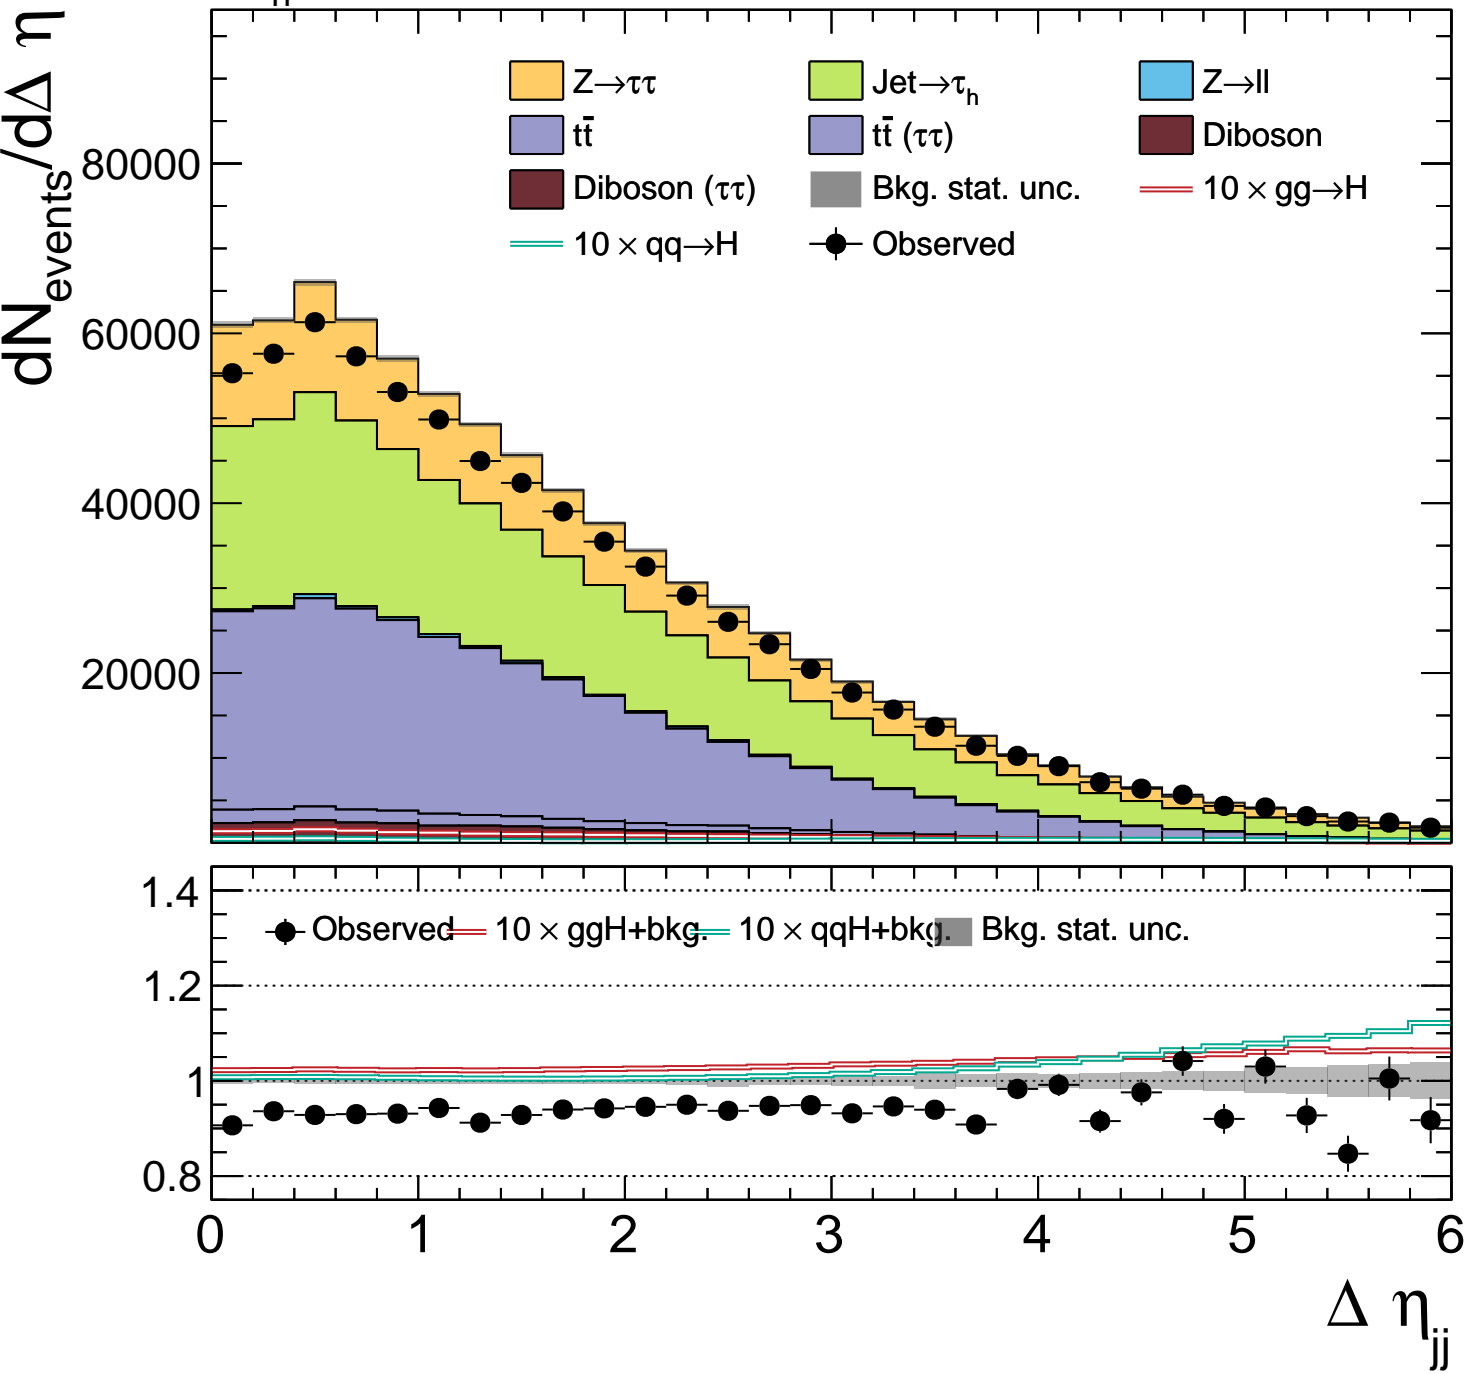 dN_events/dΔ η
Z→ττ
Jet→τ_h
Z→ll
tt̄
tt̄ (ττ)
Diboson
Diboson (ττ)
Bkg. stat. unc.
10 × gg→H
10 × qq→H
Observed
80000
60000
40000
20000
1.4
1.2
1
0.8
Observed
10 × ggH+bkg.
10 × qqH+bkg.
Bkg. stat. unc.
0 1 2 3 4 5 6
Δ η_jj